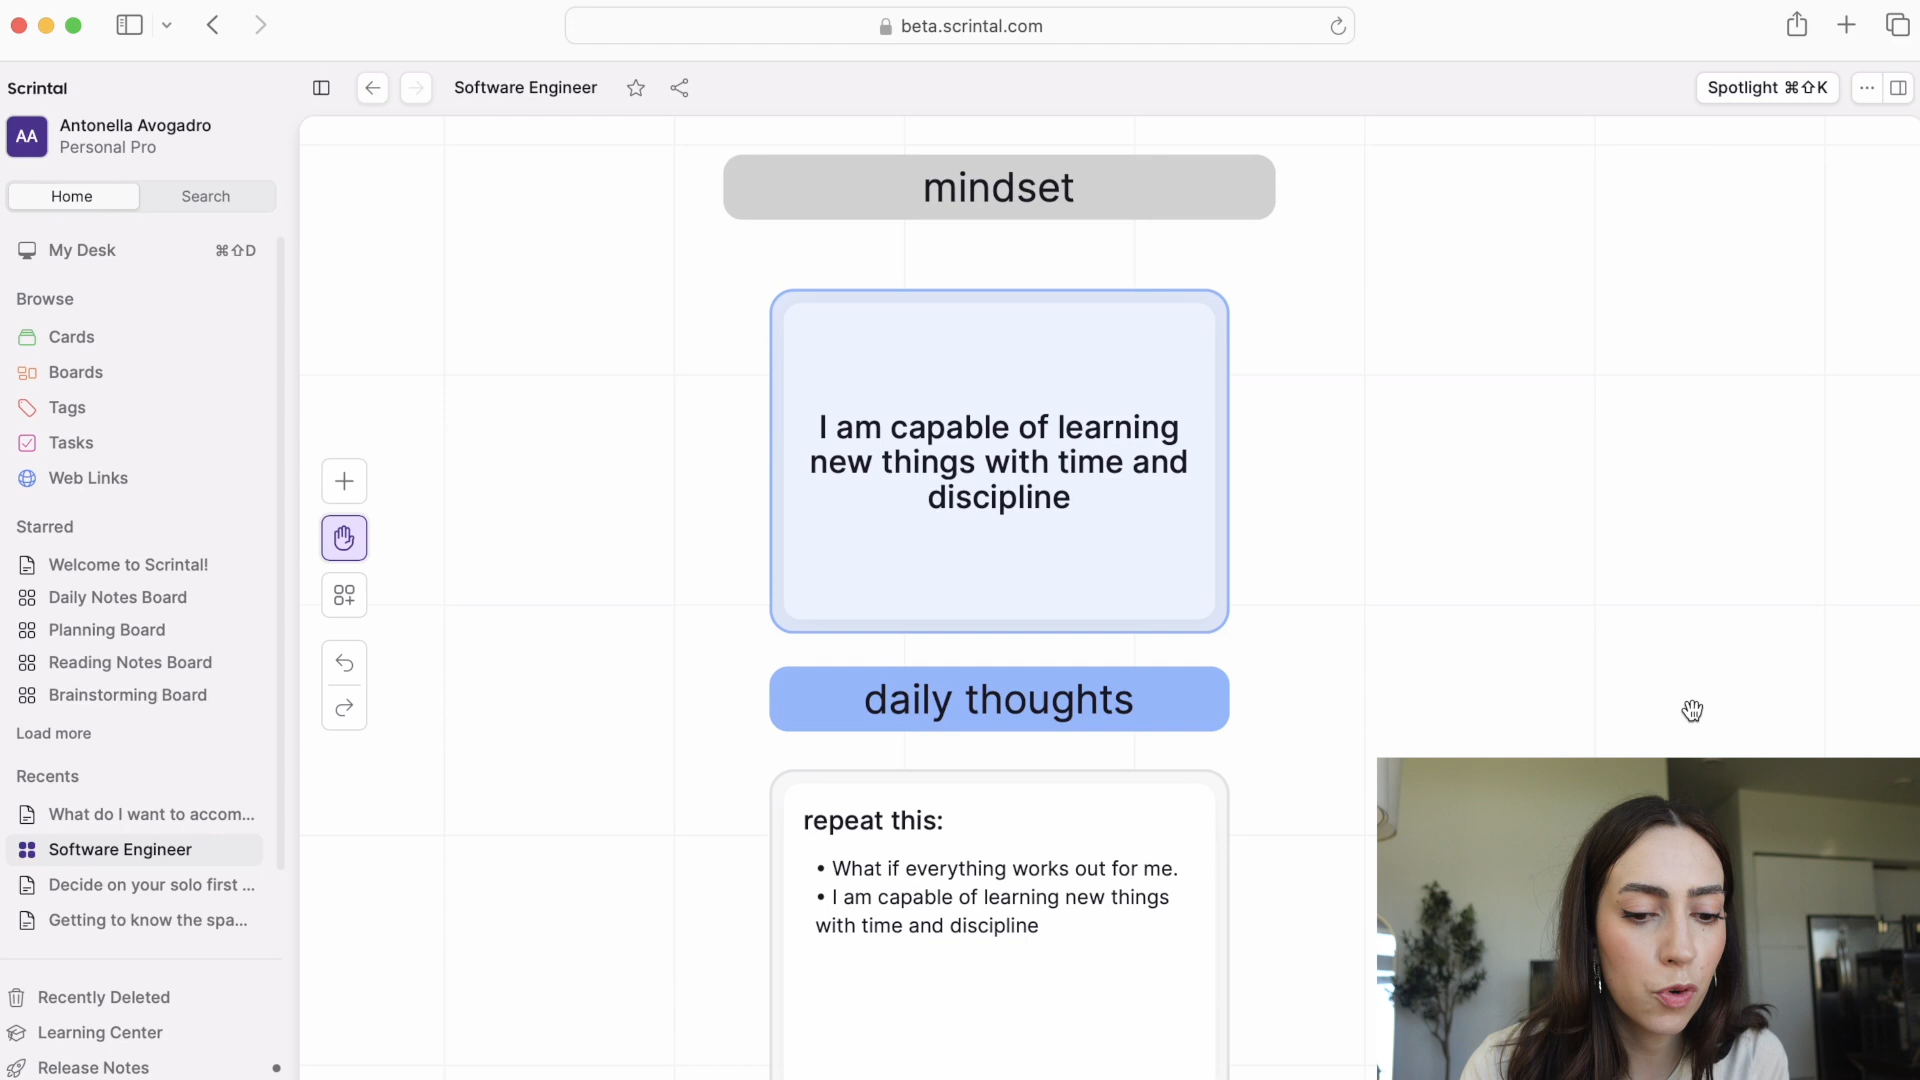 beta.scrintal.com
Scrintal
Software Engineer
Spotlight ⌘⇧K
AA
Antonella Avogadro
Personal Pro
Home
Search
My Desk
⌘⇧D
Browse
Cards
Boards
Tags
Tasks
Web Links
Starred
Welcome to Scrintal!
Daily Notes Board
Planning Board
Reading Notes Board
Brainstorming Board
Load more
Recents
What do I want to accom...
Software Engineer
Decide on your solo first ...
Getting to know the spa...
Recently Deleted
Learning Center
Release Notes
mindset
I am capable of learning
new things with time and
discipline
daily thoughts
repeat this:
• What if everything works out for me.
• I am capable of learning new things
with time and discipline